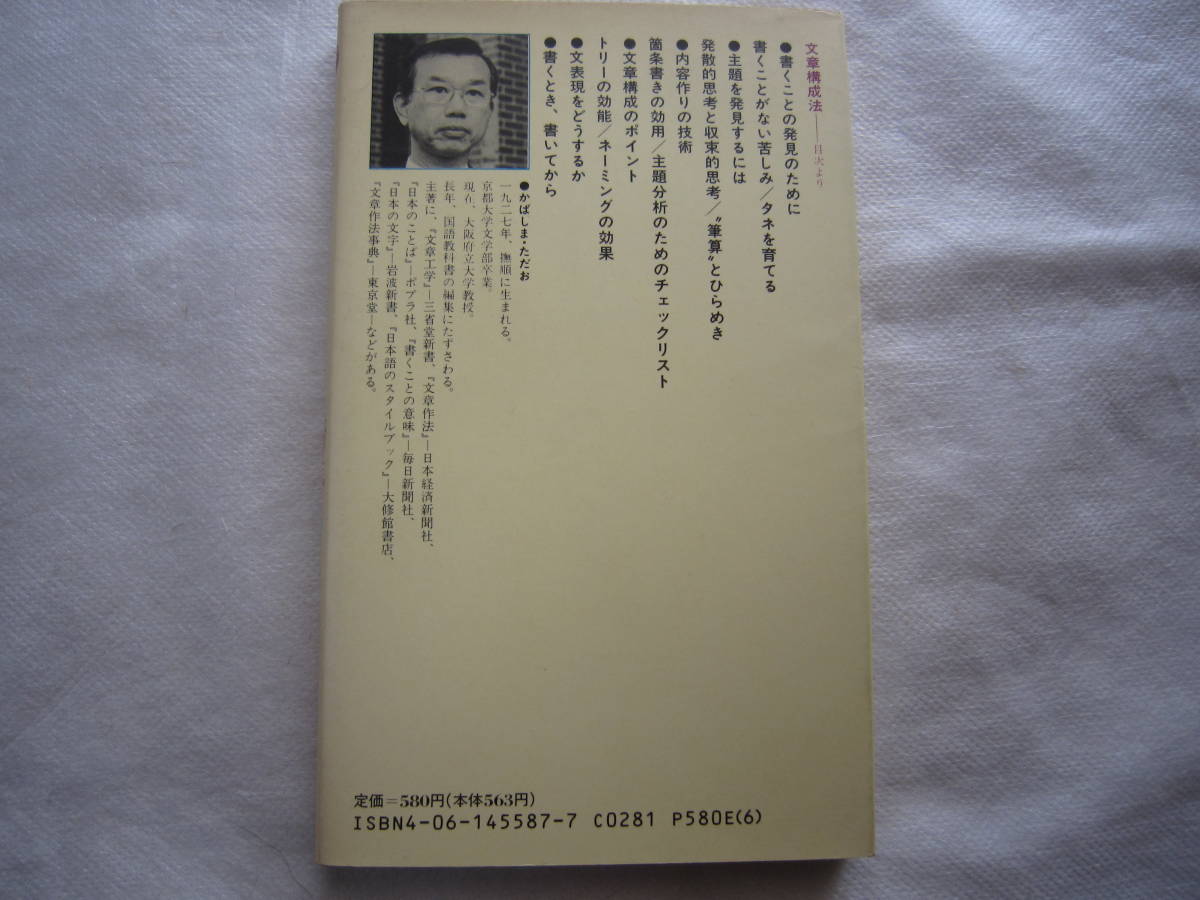 文章構成法――目次より
●書くことの発見のために
書くことがない苦しみ/タネを育てる
●主題を発見するには
発散的思考と収束的思考/〝筆算〟とひらめき
●内容作りの技術
箇条書きの効用/主題分析のためのチェックリスト
●文章構成のポイント
トリーの効能/ネーミングの効果
●文表現をどうするか
●書くとき、書いてから
●かばしま・ただお
一九二七年、撫順に生まれる。
京都大学文学部卒業。
現在、大阪府立大学教授。
長年、国語教科書の編集にたずさわる。
主著に、『文章工学』―三省堂新書、『文章作法』―日本経済新聞社、
『日本のことば』―ポプラ社、『書くことの意味』―毎日新聞社、
『日本の文字』―岩波新書、『日本語のスタイルブック』―大修館書店、
『文章作法事典』―東京堂―などがある。
定価=580円(本体563円)
ISBN4-06-145587-7 C0281 P580E(6)